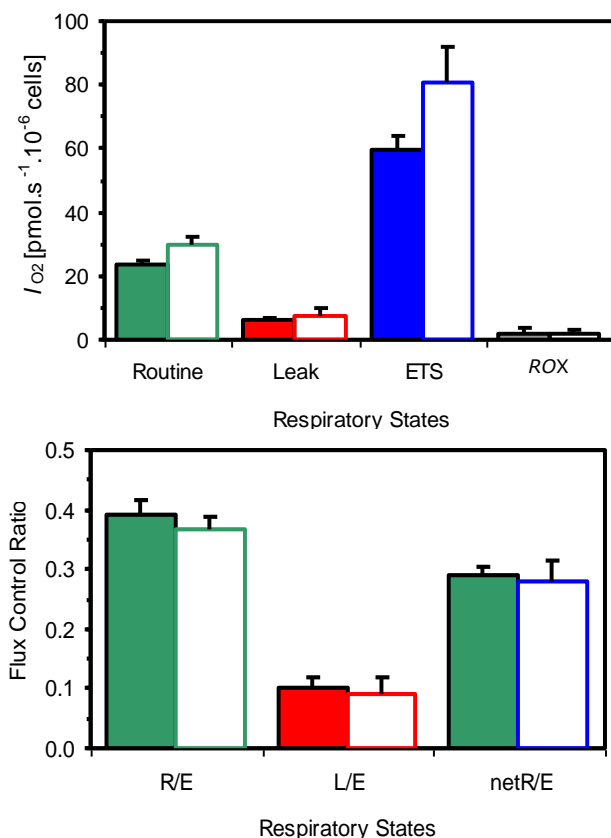 100
80
60
40
20
0
I O2 [pmol.s -1 .10 -6 cells]
Routine Leak ETS ROX
Respiratory States
0.5
0.4
0.3
0.2
0.1
0.0
Flux Control Ratio
R/E L/E netR/E
Respiratory States